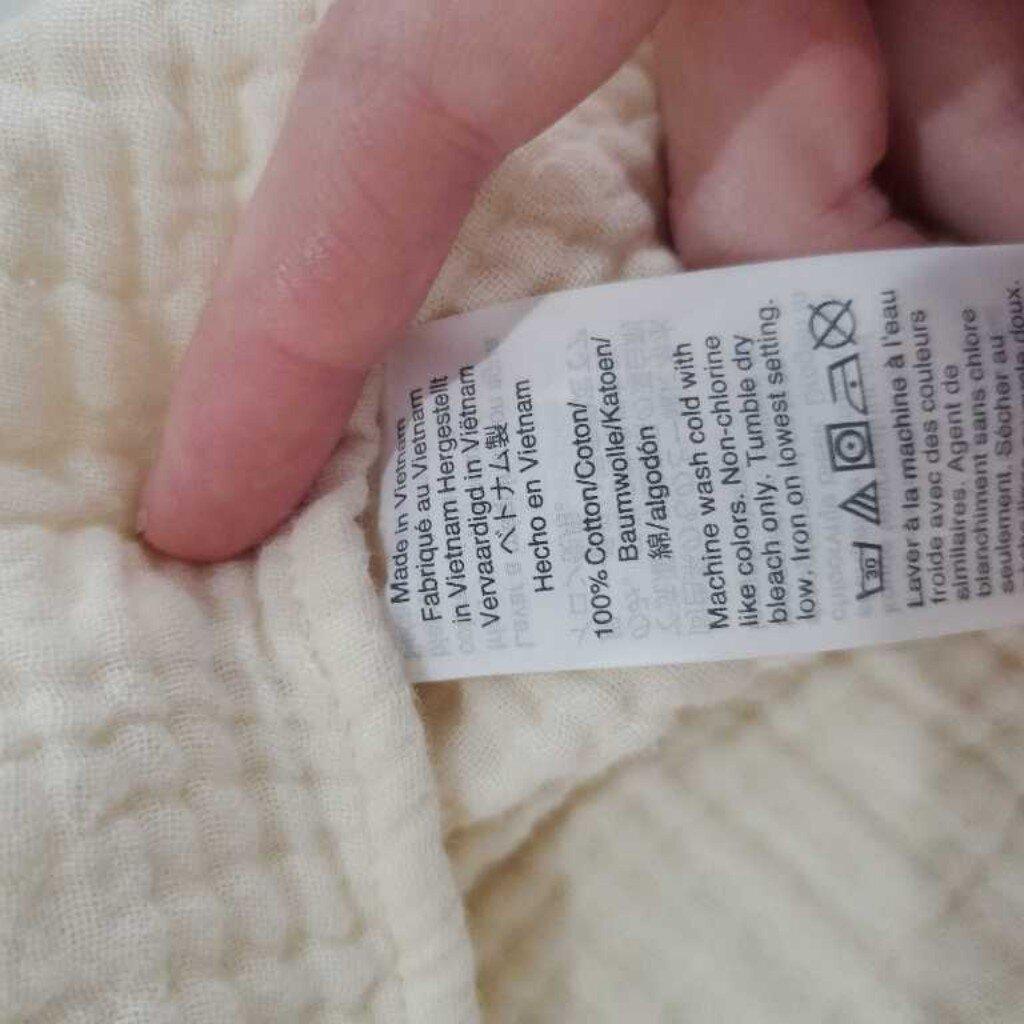 Made in Vietnam
Fabriqué au Vietnam
in Vietnam Hergestellt
Vervaardigd in Viëtnam
ベトナム製
Hecho en Vietnam
100% Cotton/Coton/
Baumwolle/Katoen/
綿/algodón
Machine wash cold with
like colors. Non-chlorine
bleach only. Tumble dry
low. Iron on lowest setting.
30
Laver à la machine à l'eau
froide avec des couleurs
similaires. Agent de
blanchiment sans chlore
seulement. Sécher au
doux.